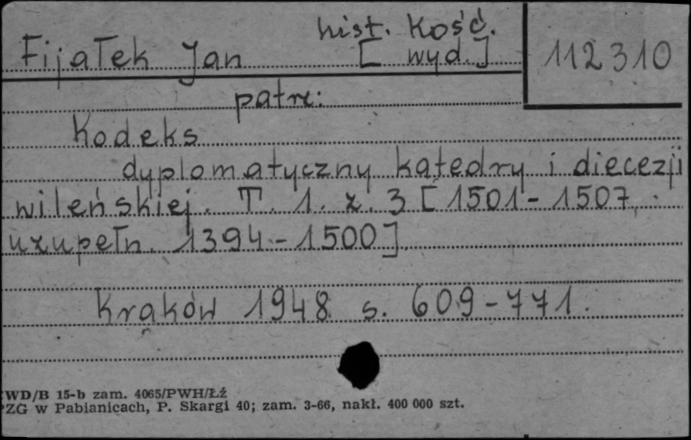 hist. Kość.
Fijałek Jan [ wyd.]
112310
patrz:
Kodeks
dyplomatyczny katedry i diecezji
wileńskiej. T. 1. z. 3 [1501-1507,
uzupełn. 1394-1500]
Kraków 1948 s. 609-771.
WD/B 15-b zam. 4065/PWH/Łź
PZG w Pabianicach, P. Skargi 40; zam. 3-66, nakł. 400 000 szt.